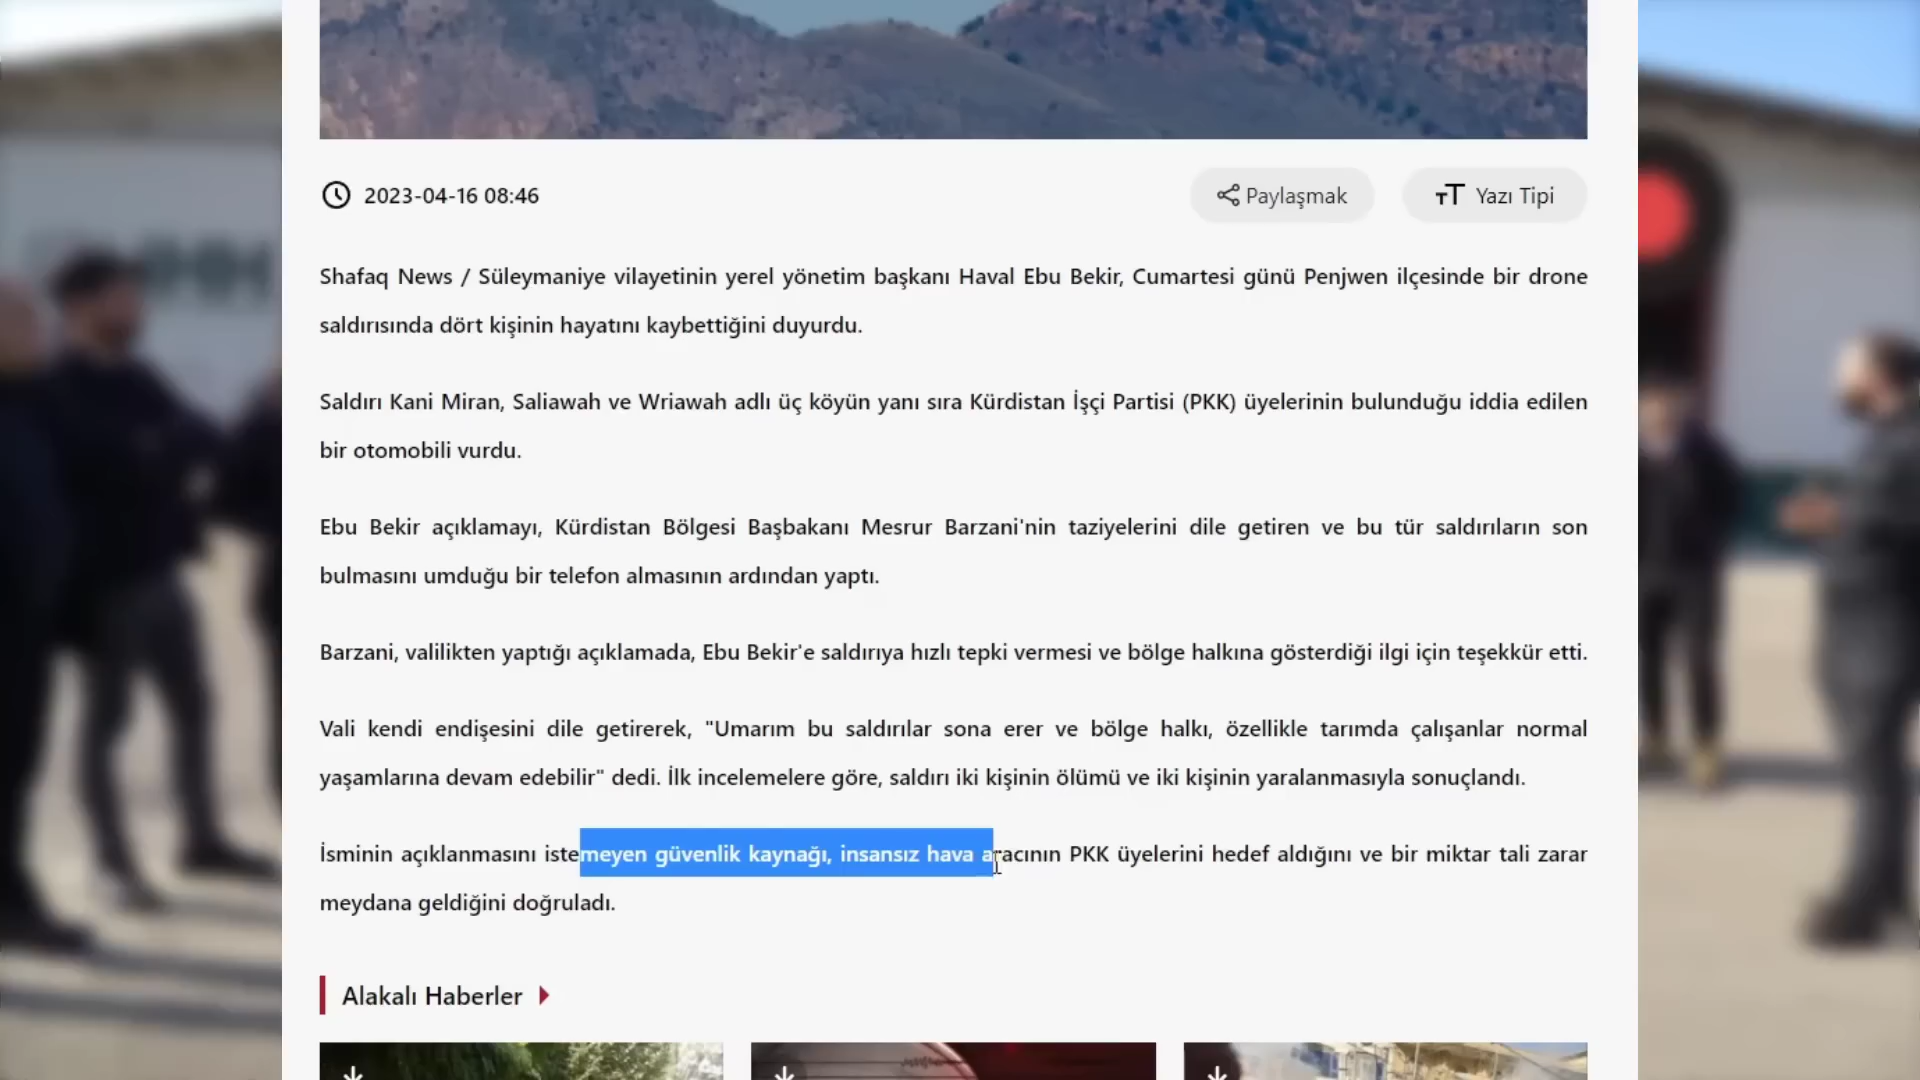 2023-04-16 08:46
Paylaşmak
Yazı Tipi
Shafaq News / Süleymaniye vilayetinin yerel yönetim başkanı Haval Ebu Bekir, Cumartesi günü Penjwen ilçesinde bir drone
saldırısında dört kişinin hayatını kaybettiğini duyurdu.
Saldırı Kani Miran, Saliawah ve Wriawah adlı üç köyün yanı sıra Kürdistan İşçi Partisi (PKK) üyelerinin bulunduğu iddia edilen
bir otomobili vurdu.
Ebu Bekir açıklamayı, Kürdistan Bölgesi Başbakanı Mesrur Barzani'nin taziyelerini dile getiren ve bu tür saldırıların son
bulmasını umduğu bir telefon almasının ardından yaptı.
Barzani, valilikten yaptığı açıklamada, Ebu Bekir'e saldırıya hızlı tepki vermesi ve bölge halkına gösterdiği ilgi için teşekkür etti.
Vali kendi endişesini dile getirerek, "Umarım bu saldırılar sona erer ve bölge halkı, özellikle tarımda çalışanlar normal
yaşamlarına devam edebilir" dedi. İlk incelemelere göre, saldırı iki kişinin ölümü ve iki kişinin yaralanmasıyla sonuçlandı.
İsminin açıklanmasını istemeyen güvenlik kaynağı, insansız hava aracının PKK üyelerini hedef aldığını ve bir miktar tali zarar
meydana geldiğini doğruladı.
Alakalı Haberler